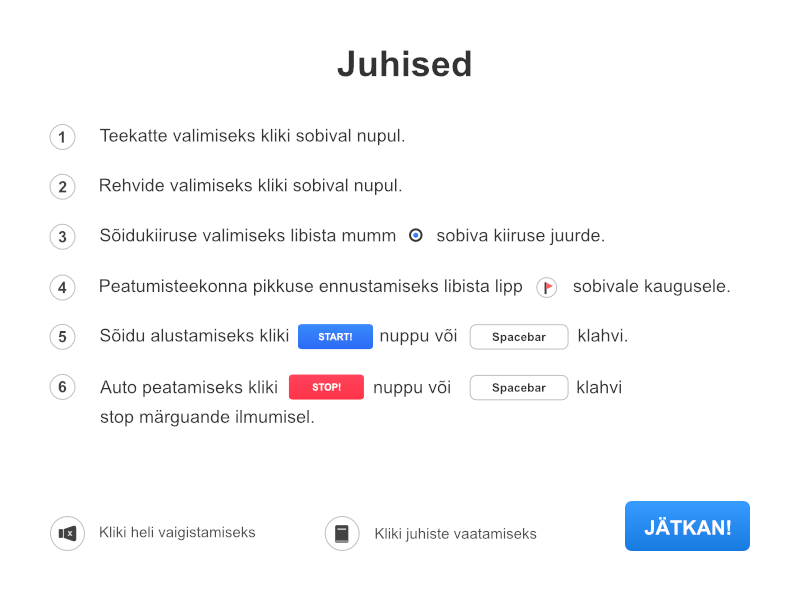 Juhised
1 Teekatte valimiseks kliki sobival nupul.
2 Rehvide valimiseks kliki sobival nupul.
3 Sõidukiiruse valimiseks libista mumm sobiva kiiruse juurde.
4 Peatumisteekonna pikkuse ennustamiseks libista lipp sobivale kaugusele.
5 Sõidu alustamiseks kliki START! nuppu või Spacebar klahvi.
6 Auto peatamiseks kliki STOP! nuppu või Spacebar klahvi
stop märguande ilmumisel.
x Kliki heli vaigistamiseks Kliki juhiste vaatamiseks JÄTKAN!